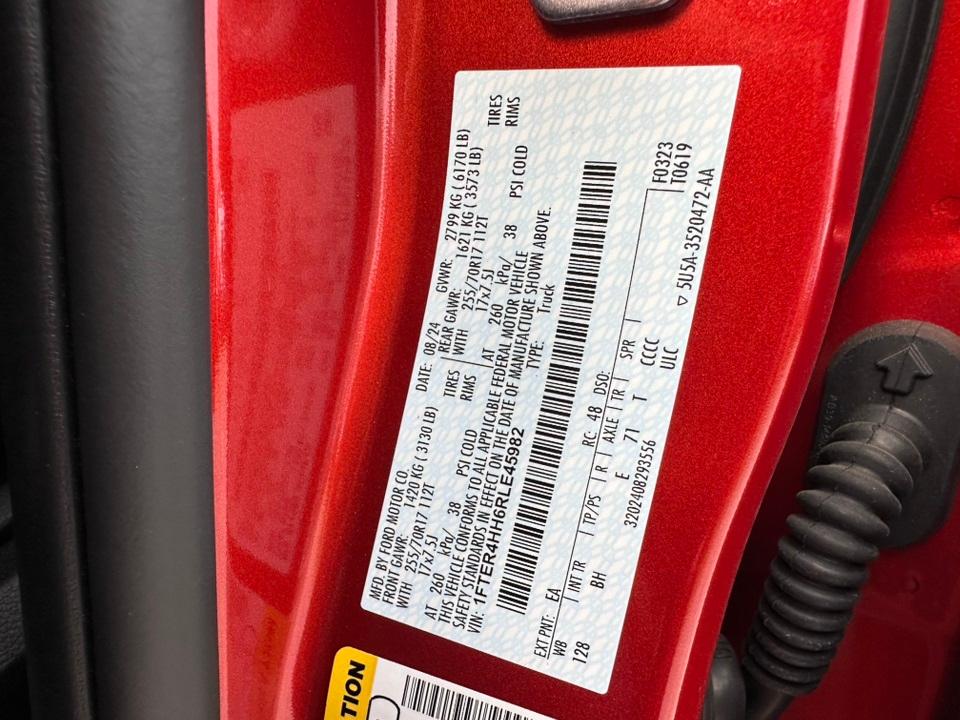 MFD. BY FORD MOTOR CO.
DATE: 08/24 GVWR: 2799 KG ( 6170 LB)
FRONT GAWR: 1420 KG ( 3130 LB) REAR GAWR: 1621 KG ( 3573 LB)
WITH 255/70R17 112T TIRES WITH 255/70R17 112T TIRES
17x7.5J RIMS 17x7.5J RIMS
AT 260 kPa/ 38 PSI COLD AT 260 kPa/ 38 PSI COLD
THIS VEHICLE CONFORMS TO ALL APPLICABLE FEDERAL MOTOR VEHICLE
SAFETY STANDARDS IN EFFECT ON THE DATE OF MANUFACTURE SHOWN ABOVE.
VIN: 1FTER4HH6RLE45982 TYPE: Truck
EXT PNT: EA RC: 48 DSO: F0323
WB INT TR TP/PS R AXLE TR SPR T0619
128 BH E 71 T CCCC
3202408293556 ULC ▽ 5U5A-3520472-AA
TION